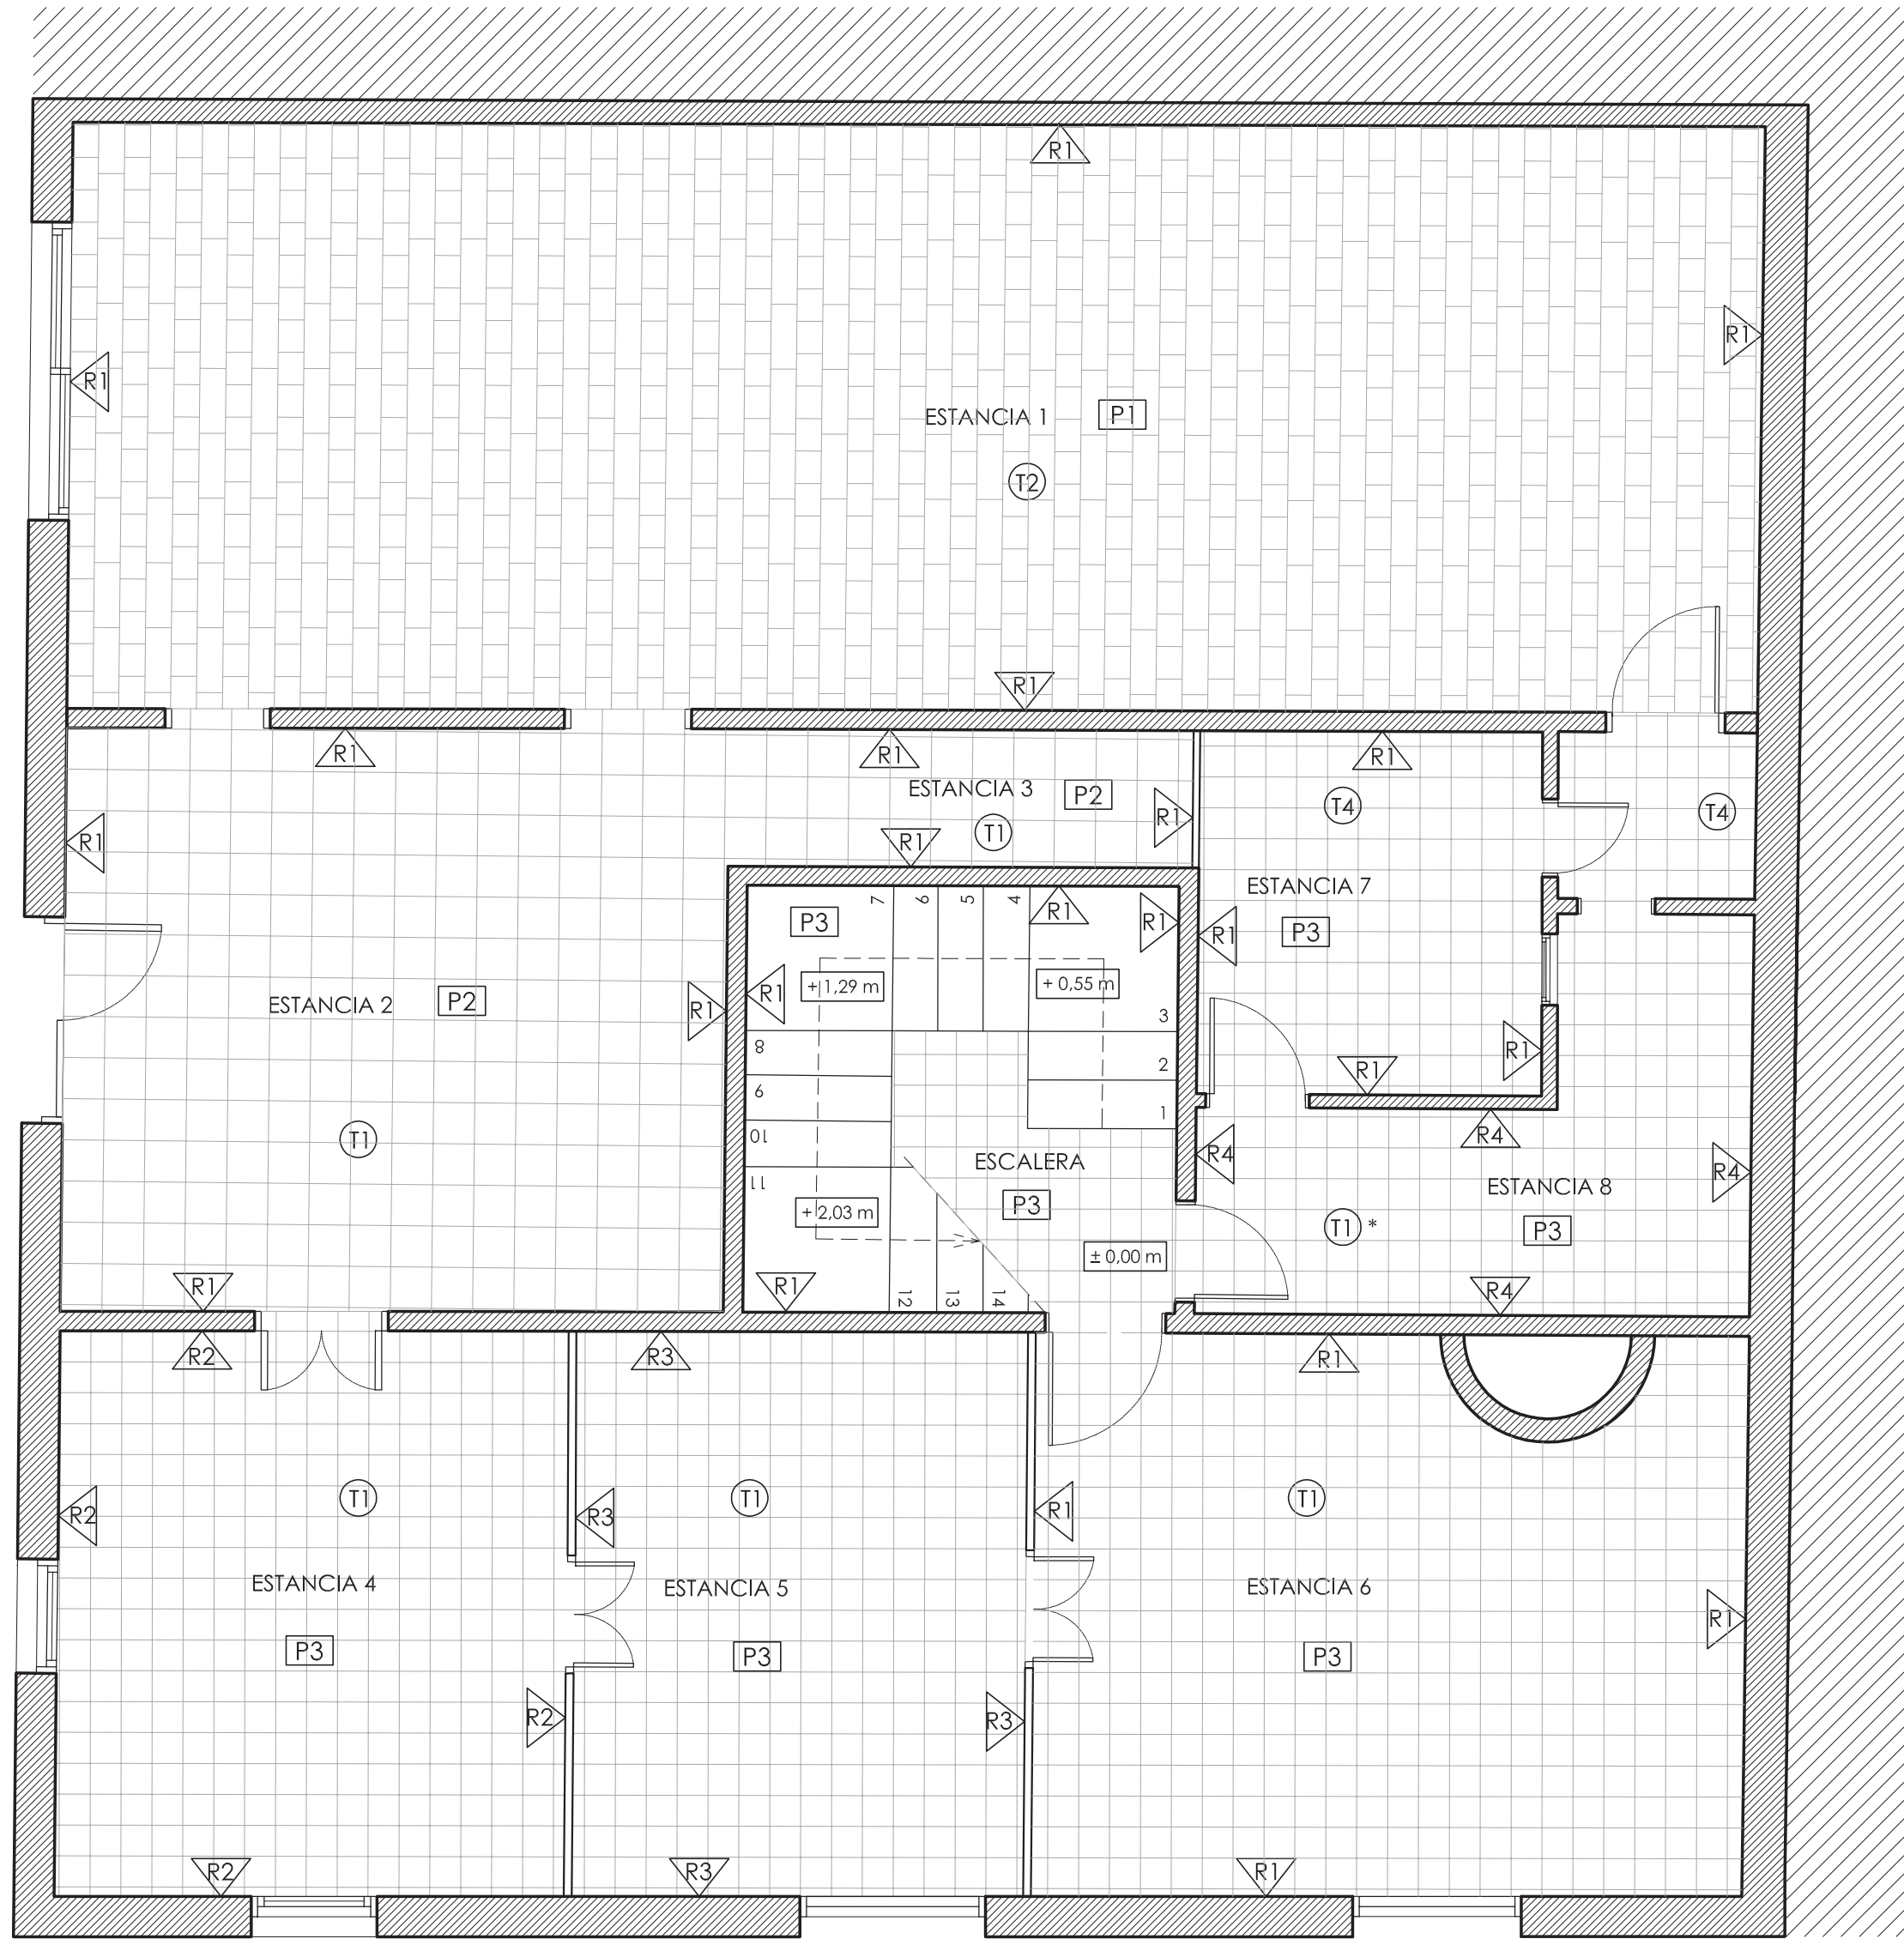 R1
R1
R1
ESTANCIA 1 P1
T2
R1
R1 R1 R1
ESTANCIA 3 P2
T4 T4
R1
T1
R1 R1
ESTANCIA 7
P3
R1
7 6 5 4
P3
R1 R1
R1
+ 1,29 m
+ 0,55 m
ESTANCIA 2 P2
R1
3
8
2
R1
R1
9
1
10
T1
ESCALERA
R4
R4
R4
11
P3
ESTANCIA 8
+ 2,03 m
T1 *
P3
± 0,00 m
R1
R1
12 13 14
R4
R2
R3
R1
T1
T1
T1
R2
R3
R1
ESTANCIA 4
ESTANCIA 5
ESTANCIA 6
R1
P3
P3
P3
R2
R3
R2
R3
R1